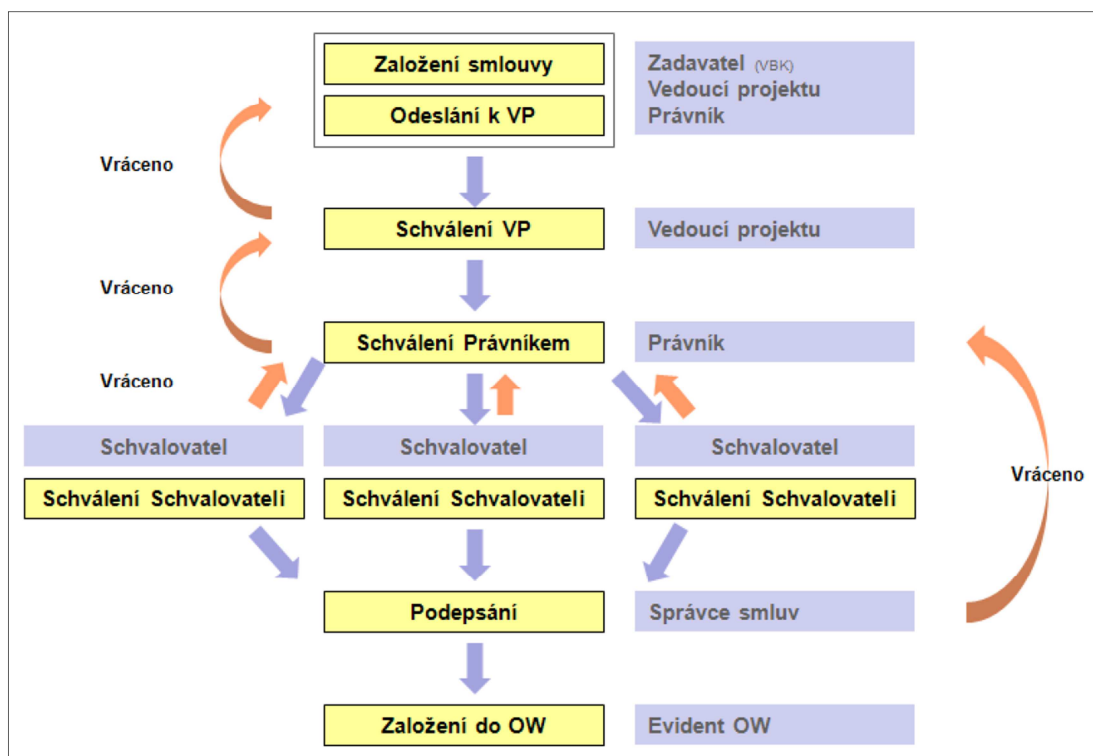 Založení smlouvy
Odeslání k VP
Zadavatel (VBK)
Vedoucí projektu
Právník
Vráceno
Schválení VP
Vedoucí projektu
Vráceno
Schválení Právníkem
Právník
Vráceno
Schvalovatel
Schvalovatel
Schvalovatel
Schválení Schvalovateli
Schválení Schvalovateli
Schválení Schvalovateli
Vráceno
Podepsání
Správce smluv
Založení do OW
Evident OW